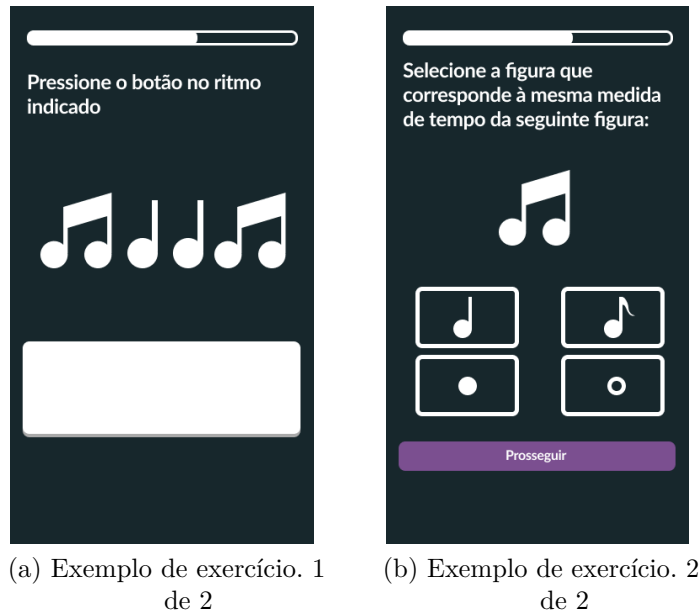 Pressione o botão no ritmo
indicado
Selecione a figura que
corresponde à mesma medida
de tempo da seguinte figura:
Prosseguir
(a) Exemplo de exercício. 1
de 2
(b) Exemplo de exercício. 2
de 2